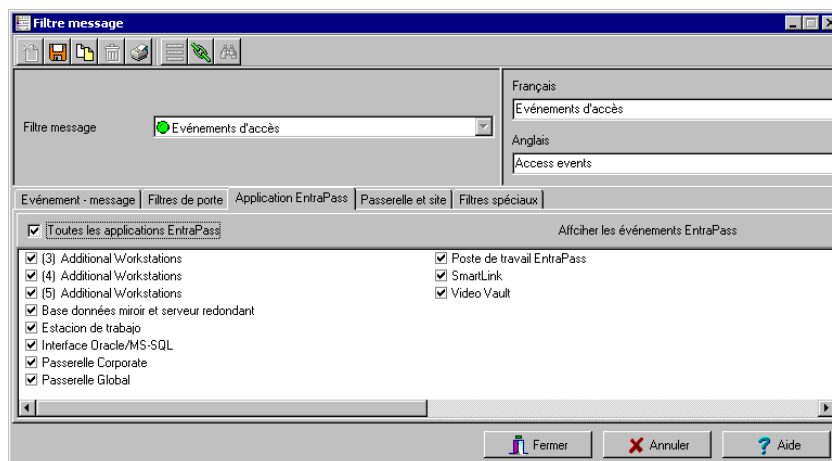 Filtre message
Français
Evénements d'accès
Filtre message
Evénements d'accès
Anglais
Access events
Evénement - message
Filtres de porte
Application EntraPass
Passerelle et site
Filtres spéciaux
Toutes les applications EntraPass
Affciher les événements EntraPass
(3) Additional Workstations
(4) Additional Workstations
(5) Additional Workstations
Base données miroir et serveur redondant
Estacion de trabajo
Interface Oracle/MS-SQL
Passerelle Corporate
Passerelle Global
Poste de travail EntraPass
SmartLink
Video Vault
Fermer
Annuler
Aide